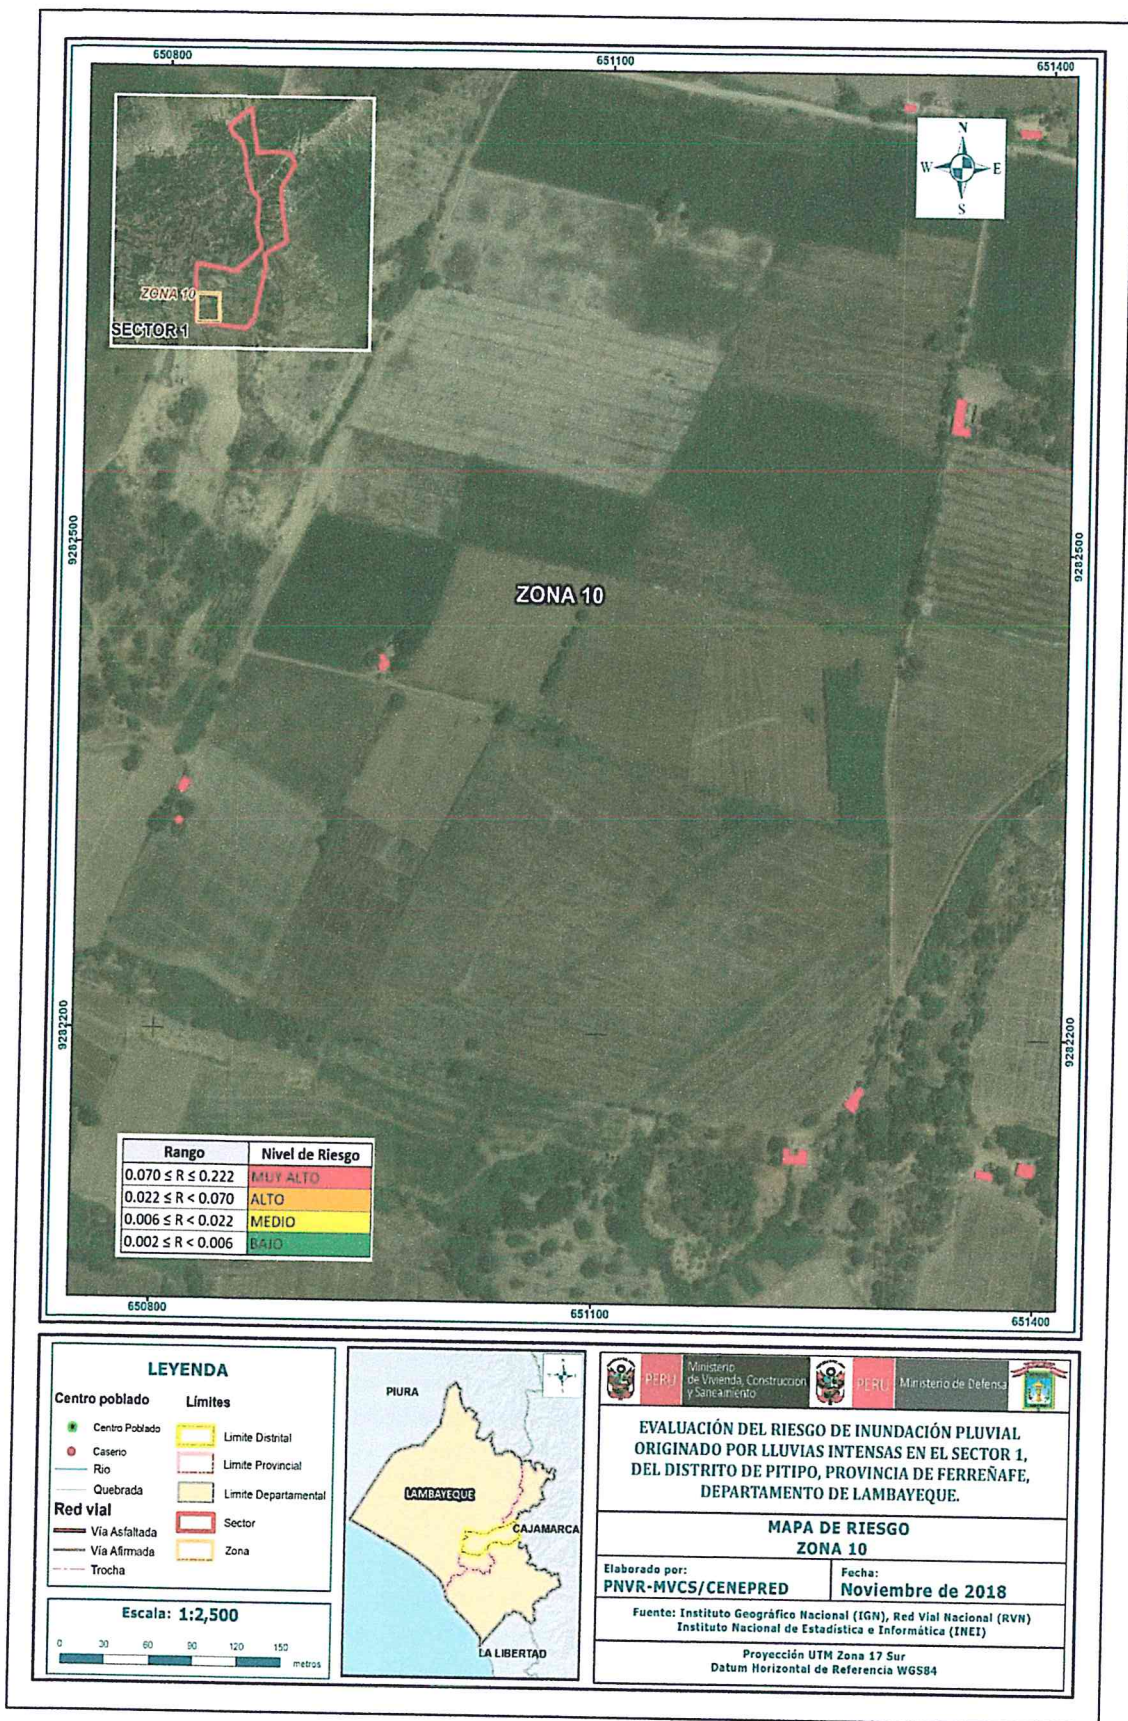 650800
651100
651400
N
W
E
S
ZONA 10
SECTOR 1
9282500
9282500
ZONA 10
9282200
9282200
Rango Nivel de Riesgo
0.070 ≤ R ≤ 0.222 MUY ALTO
0.022 ≤ R < 0.070 ALTO
0.006 ≤ R < 0.022 MEDIO
0.002 ≤ R < 0.006 BAJO
650800
651100
651400
LEYENDA
Centro poblado
Centro Poblado
Caserio
Rio
Quebrada
Red vial
Vía Asfaltada
Vía Afirmada
Trocha
Límites
Limite Distrital
Limite Provincial
Limite Departamental
Sector
Zona
Escala: 1:2,500
0 30 60 90 120 150
metros
PIURA
LAMBAYEQUE
CAJAMARCA
LA LIBERTAD
PERÚ
Ministerio
de Vivienda, Construcción
y Saneamiento
PERÚ
Ministerio de Defensa
EVALUACIÓN DEL RIESGO DE INUNDACIÓN PLUVIAL
ORIGINADO POR LLUVIAS INTENSAS EN EL SECTOR 1,
DEL DISTRITO DE PITIPO, PROVINCIA DE FERREÑAFE,
DEPARTAMENTO DE LAMBAYEQUE.
MAPA DE RIESGO
ZONA 10
Elaborado por:
PNVR-MVCS/CENEPRED
Fecha:
Noviembre de 2018
Fuente: Instituto Geográfico Nacional (IGN), Red Vial Nacional (RVN)
Instituto Nacional de Estadística e Informática (INEI)
Proyección UTM Zona 17 Sur
Datum Horizontal de Referencia WGS84